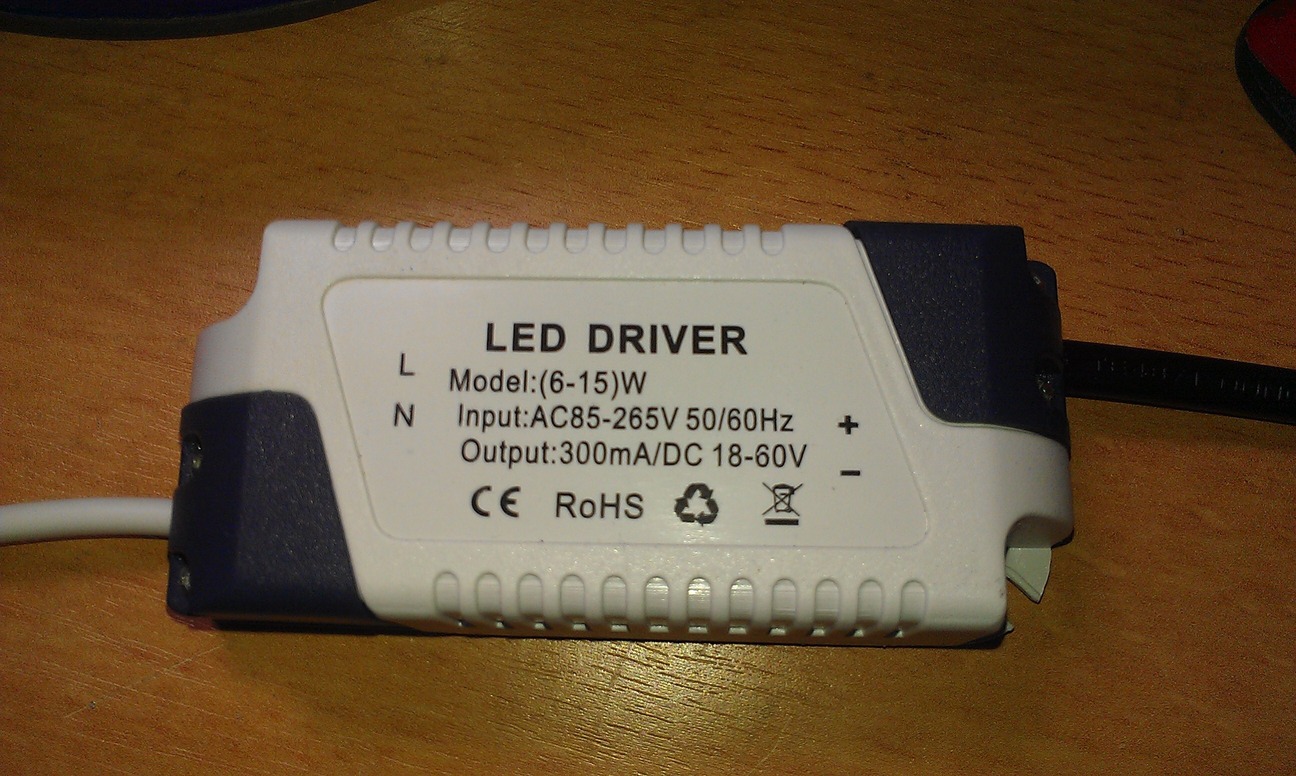 LED DRIVER
L
Model:(6-15)W
N
Input:AC85-265V 50/60Hz
+
Output:300mA/DC 18-60V
−
CE RoHS